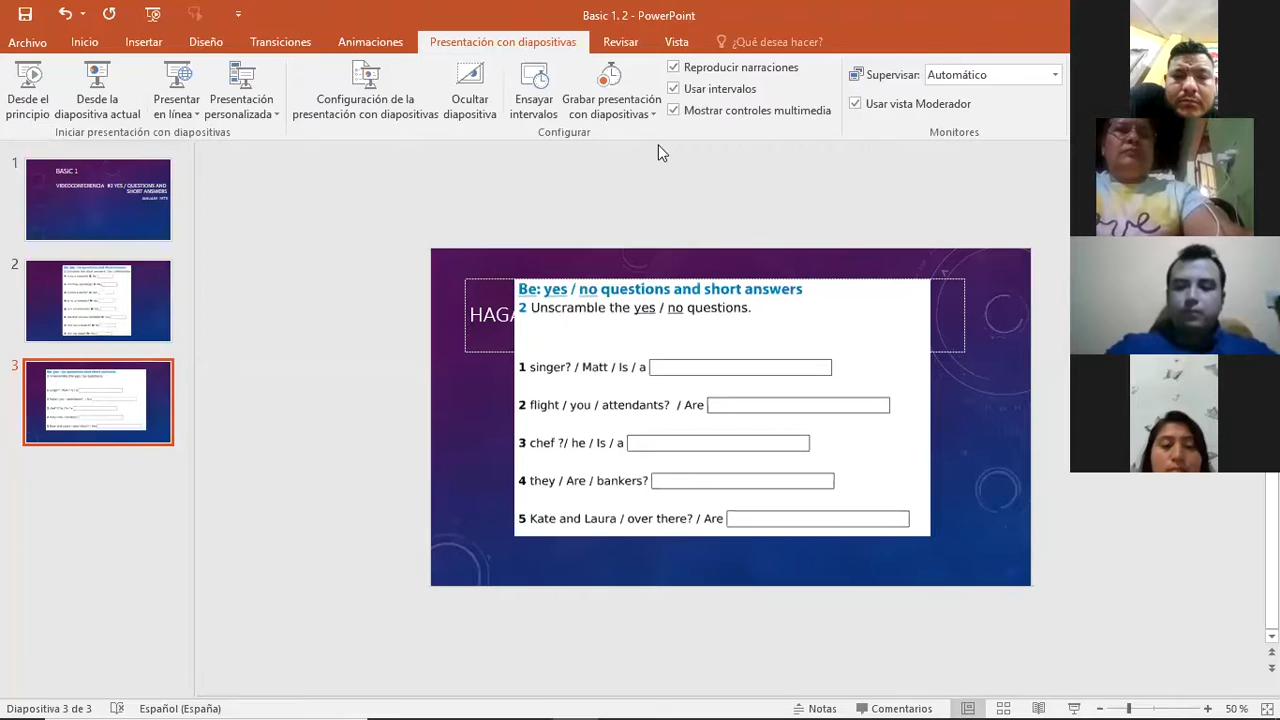 Basic 1. 2 - PowerPoint
Archivo Inicio Insertar Diseño Transiciones Animaciones Presentación con diapositivas Revisar Vista ¿Qué desea hacer?
Desde el principio
Desde la diapositiva actual
Presentar en línea
Presentación personalizada
Iniciar presentación con diapositivas
Configuración de la presentación con diapositivas
Ocultar diapositiva
Ensayar intervalos
Grabar presentación con diapositivas
Reproducir narraciones
Usar intervalos
Mostrar controles multimedia
Configurar
Supervisar: Automático
Usar vista Moderador
Monitores
1
BASIC 1
VIDEOCONFERENCIA #2 YES / QUESTIONS AND
SHORT ANSWERS
2
3
HAGA
Be: yes / no questions and short answers
2 Unscramble the yes / no questions.
1 singer? / Matt / Is / a
2 flight / you / attendants? / Are
3 chef ?/ he / Is / a
4 they / Are / bankers?
5 Kate and Laura / over there? / Are
love
Diapositiva 3 de 3 Español (España) Notas Comentarios 50 %